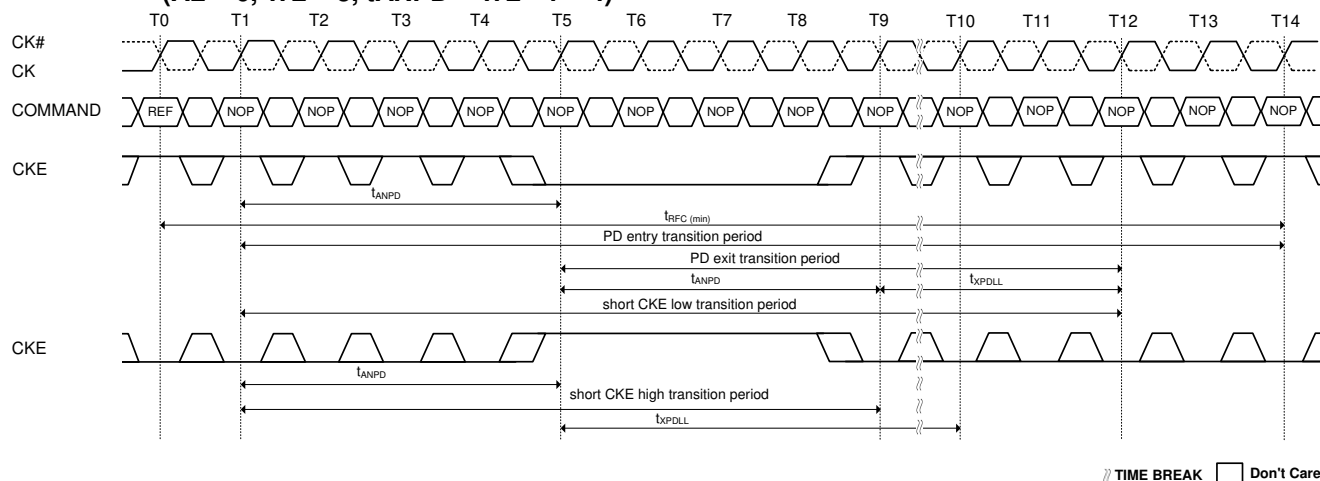 T0 T1 T2 T3 T4 T5 T6 T7 T8 T9 T10 T11 T12 T13 T14
CK#
CK
COMMAND REF NOP NOP NOP NOP NOP NOP NOP NOP NOP NOP NOP NOP NOP NOP
CKE
tANPD
tRFC (min)
PD entry transition period
PD exit transition period
tANPD tXPDLL
short CKE low transition period
CKE
tANPD
short CKE high transition period
tXPDLL
TIME BREAK Don't Care